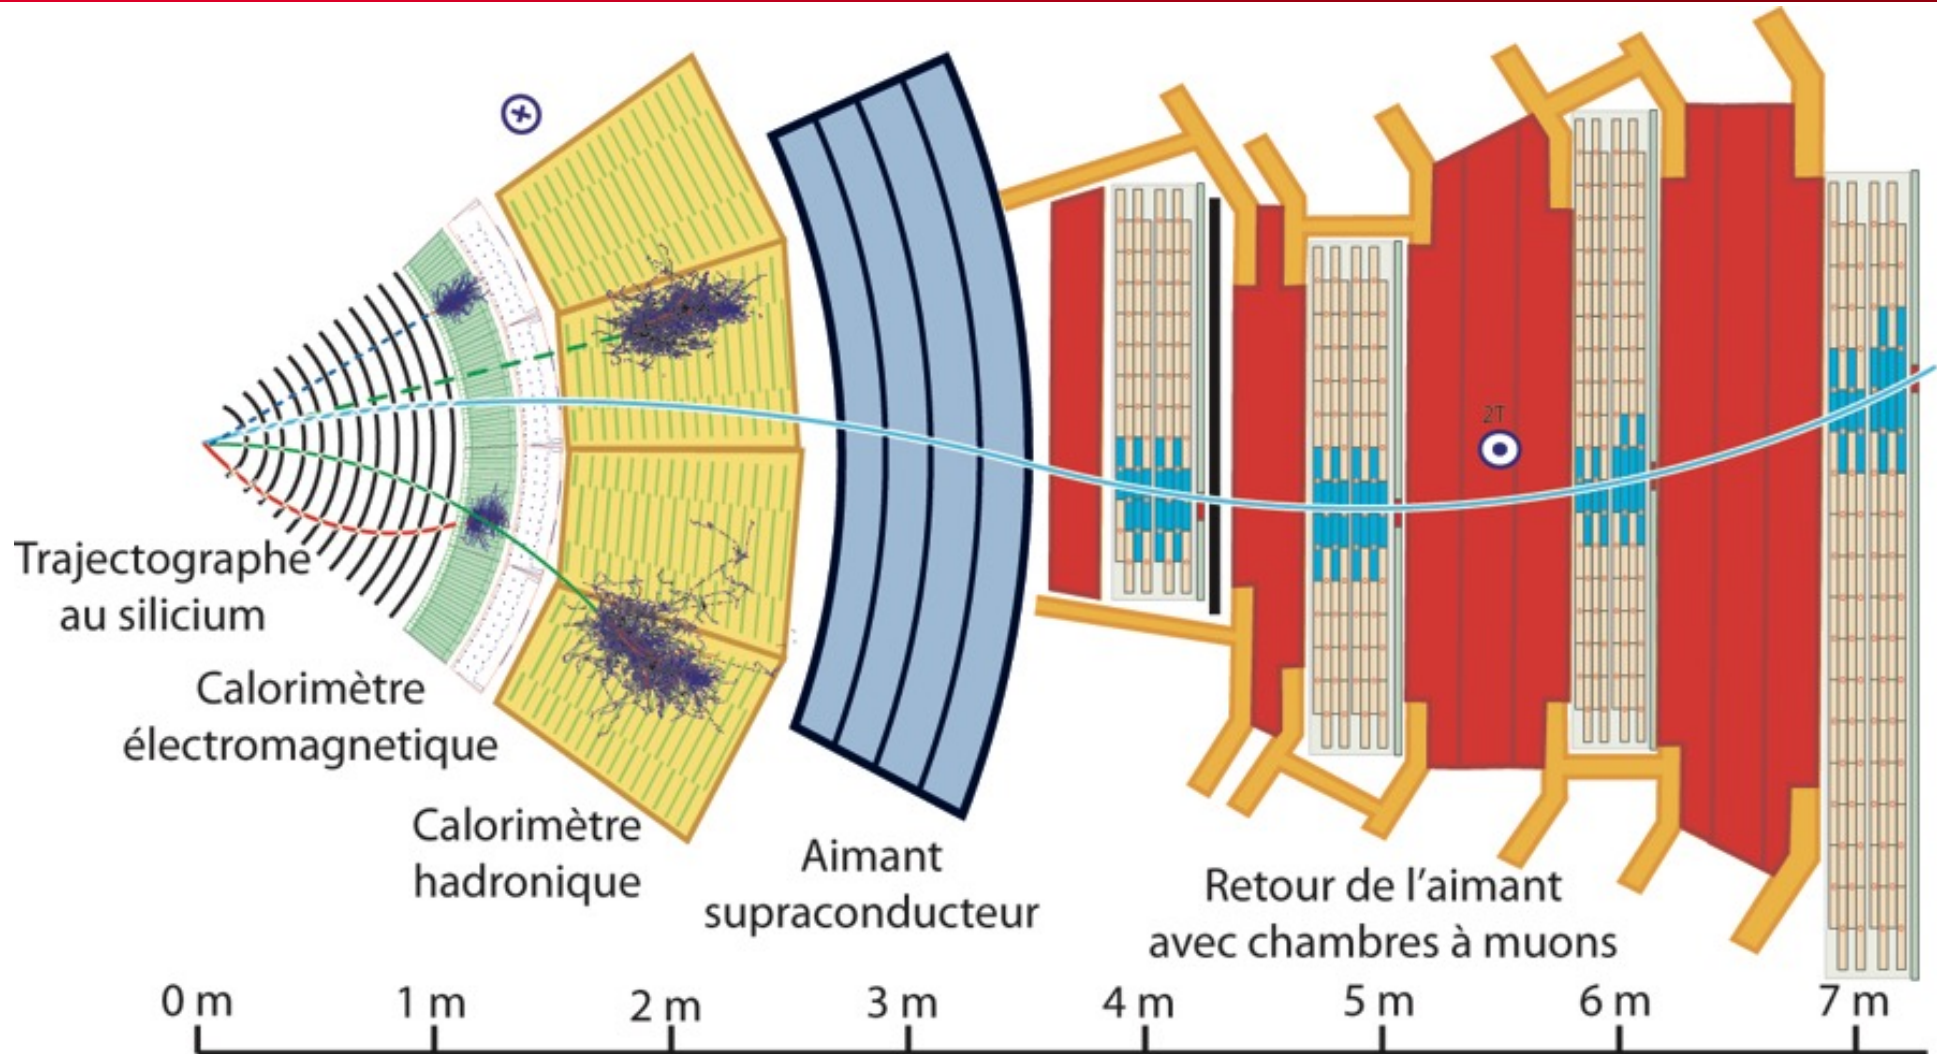 2T
Trajectographe
au silicium
Calorimètre
électromagnetique
Calorimètre
hadronique
Aimant
supraconducteur
Retour de l'aimant
avec chambres à muons
0 m 1 m 2 m 3 m 4 m 5 m 6 m 7 m